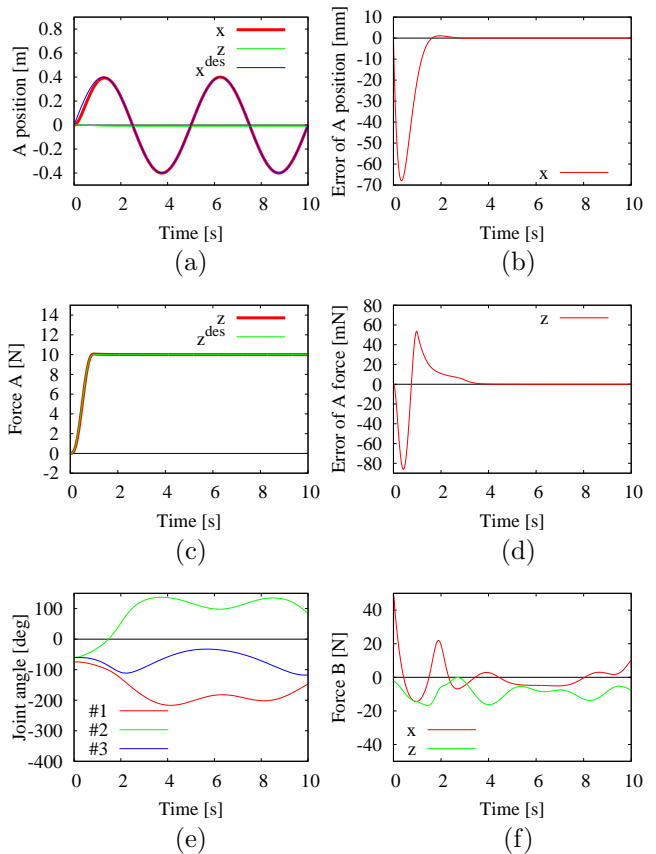 x
z
x^des
0.8
0.6
0.4
0.2
0
-0.2
-0.4
A position [m]
0 2 4 6 8 10
Time [s]
(a)
10
0
-10
-20
-30
-40
-50
-60
-70
Error of A position [mm]
x
0 2 4 6 8 10
Time [s]
(b)
z
z^des
14
12
10
8
6
4
2
0
-2
Force A [N]
0 2 4 6 8 10
Time [s]
(c)
z
80
60
40
20
0
-20
-40
-60
-80
Error of A force [mN]
0 2 4 6 8 10
Time [s]
(d)
100
0
-100
-200
-300
-400
Joint angle [deg]
#1
#2
#3
0 2 4 6 8 10
Time [s]
(e)
40
20
0
-20
-40
Force B [N]
x
z
0 2 4 6 8 10
Time [s]
(f)